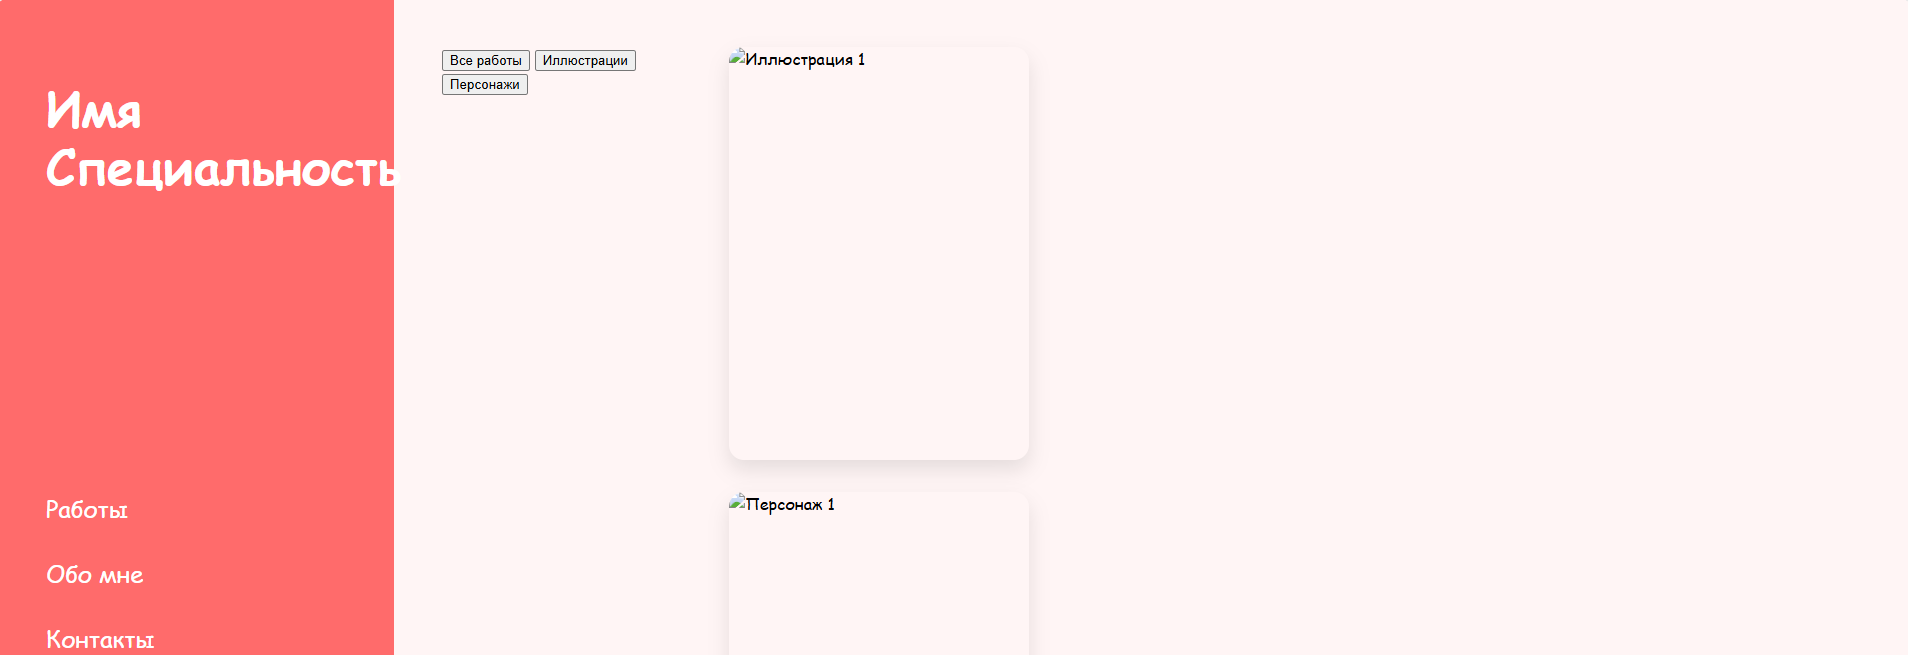 Имя
Специальность
Работы
Обо мне
Контакты
Все работы Иллюстрации
Персонажи
Иллюстрация 1
Персонаж 1